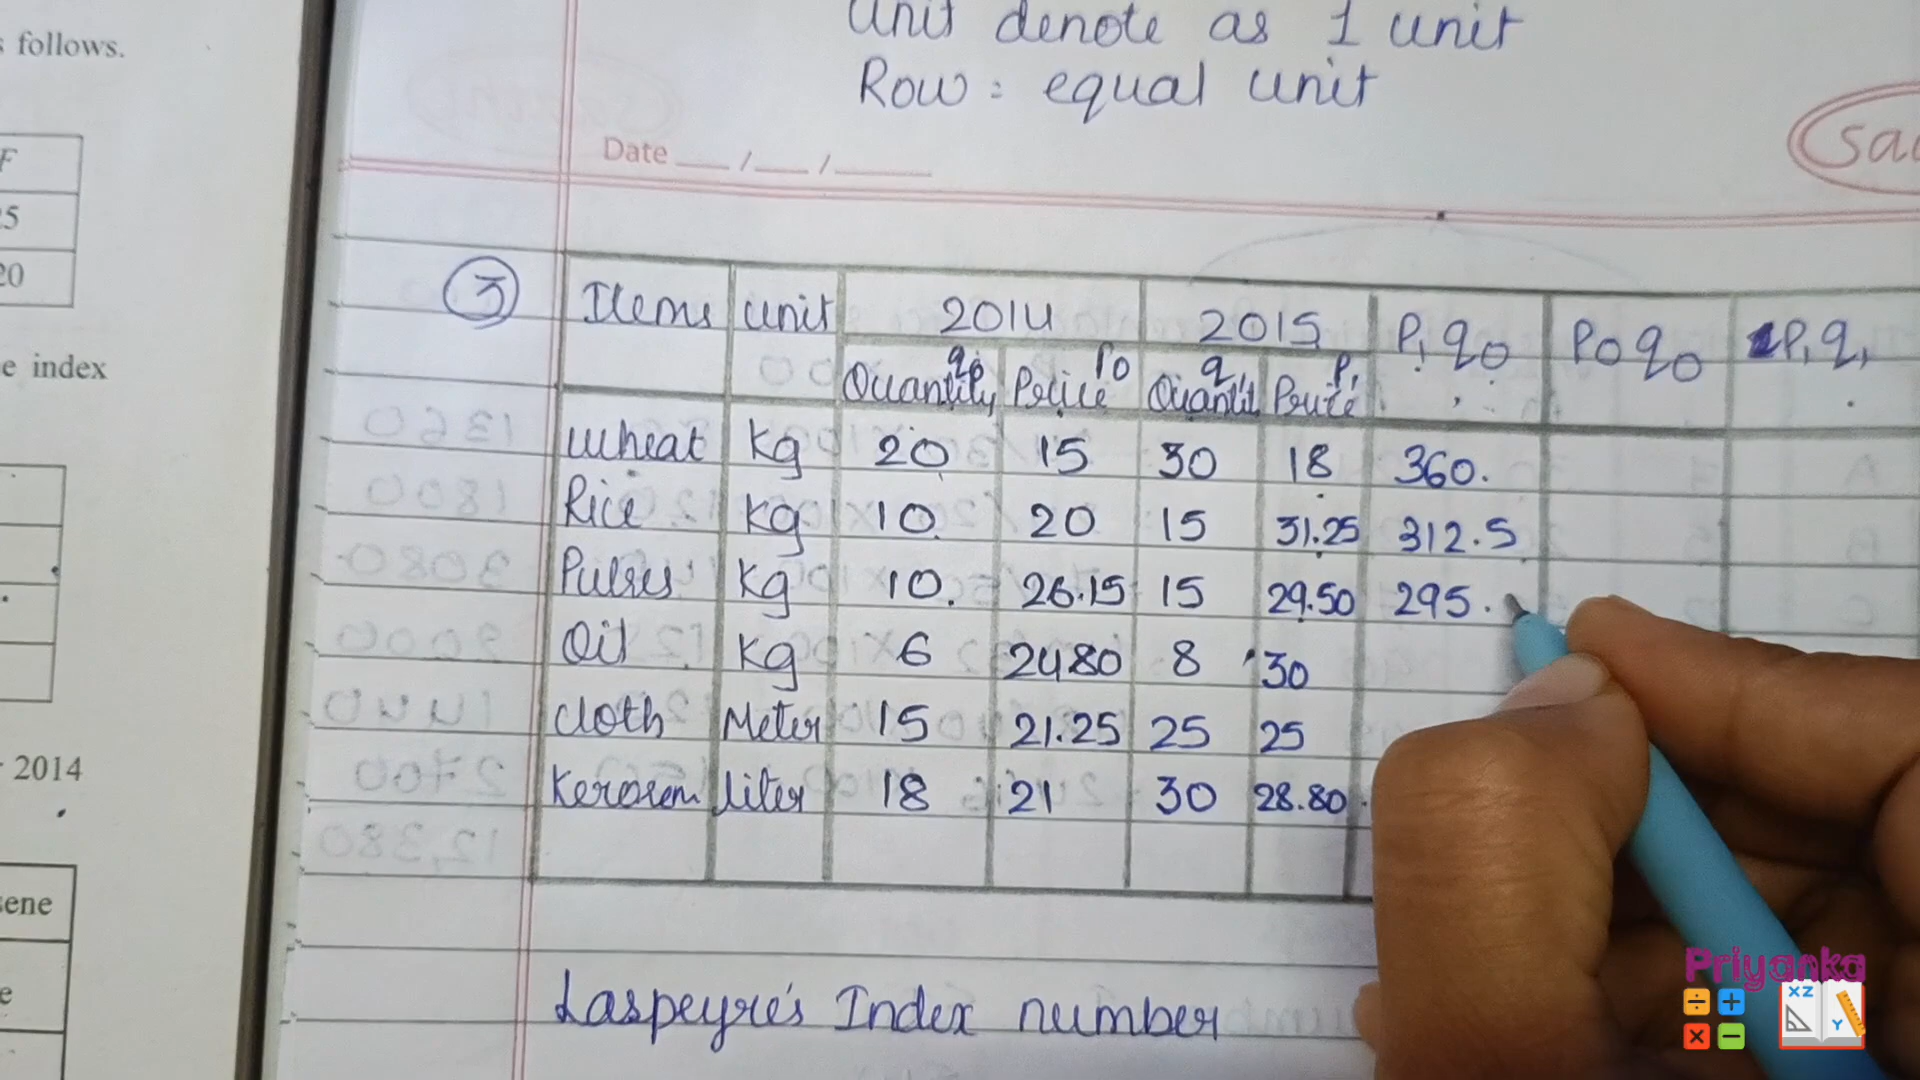 s follows.
F
5
20
e index
2014
ene
e
unit denote as 1 unit
Row : equal unit
Date / /
3 Items unit 2014 2015 P1q0 P0q0 P1q1
q0 P0 q1 P1
Quantity Price Quantit Price
wheat kg 20 15 30 18 360.
Rice kg 10 20 15 31.25 312.5
Pulses kg 10. 26.15 15 29.50 295.
Oil kg 6 24.80 8 30
cloth Meter 15 21.25 25 25
Kerosen liter 18 21 30 28.80
Laspeyre's Index number
Priyanka
XZ
Y